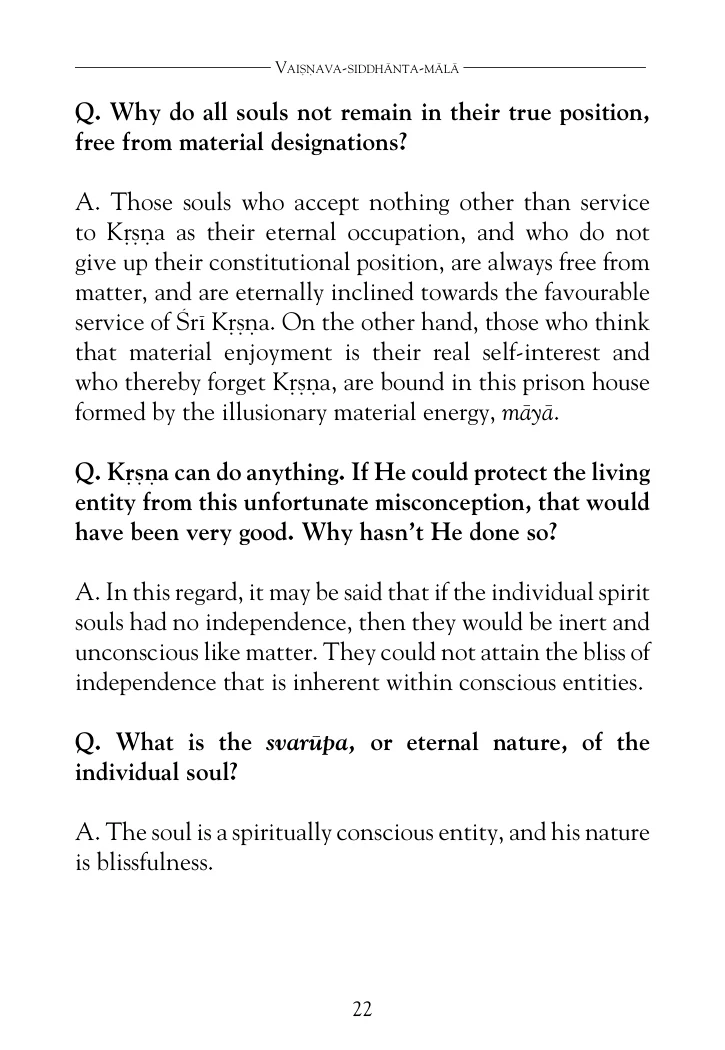 Vaiṣṇava-siddhānta-mālā
Q. Why do all souls not remain in their true position,
free from material designations?
A. Those souls who accept nothing other than service
to Kṛṣṇa as their eternal occupation, and who do not
give up their constitutional position, are always free from
matter, and are eternally inclined towards the favourable
service of Śrī Kṛṣṇa. On the other hand, those who think
that material enjoyment is their real self-interest and
who thereby forget Kṛṣṇa, are bound in this prison house
formed by the illusionary material energy, māyā.
Q. Kṛṣṇa can do anything. If He could protect the living
entity from this unfortunate misconception, that would
have been very good. Why hasn’t He done so?
A. In this regard, it may be said that if the individual spirit
souls had no independence, then they would be inert and
unconscious like matter. They could not attain the bliss of
independence that is inherent within conscious entities.
Q. What is the svarūpa, or eternal nature, of the
individual soul?
A. The soul is a spiritually conscious entity, and his nature
is blissfulness.
22